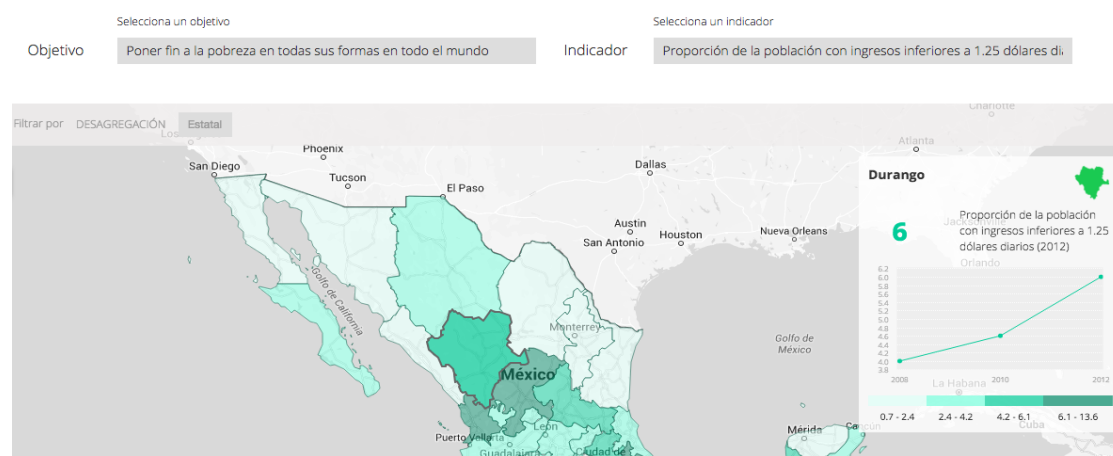 Selecciona un objetivo
Selecciona un indicador
Objetivo
Poner fin a la pobreza en todas sus formas en todo el mundo
Indicador
Proporción de la población con ingresos inferiores a 1.25 dólares
Filtrar por DESAGREGACIÓN Estatal
Charlotte
Atlanta
Phoenix
San Diego
Tucson
El Paso
Dallas
Austin
San Antonio
Houston
Nueva Orleans
Jacksonville
Orlando
Golfo de
California
Monterrey
Golfo de
México
México
La Habana
Puerto Vallarta
León
Guadalajara
Ciudad de
Mérida
Cancún
Cuba
Durango
6
Proporción de la población
con ingresos inferiores a 1.25
dólares diarios (2012)
6.2
6.0
5.8
5.6
5.4
5.2
5.0
4.8
4.6
4.4
4.2
4.0
3.8
2008 2010 2012
0.7 - 2.4 2.4 - 4.2 4.2 - 6.1 6.1 - 13.6